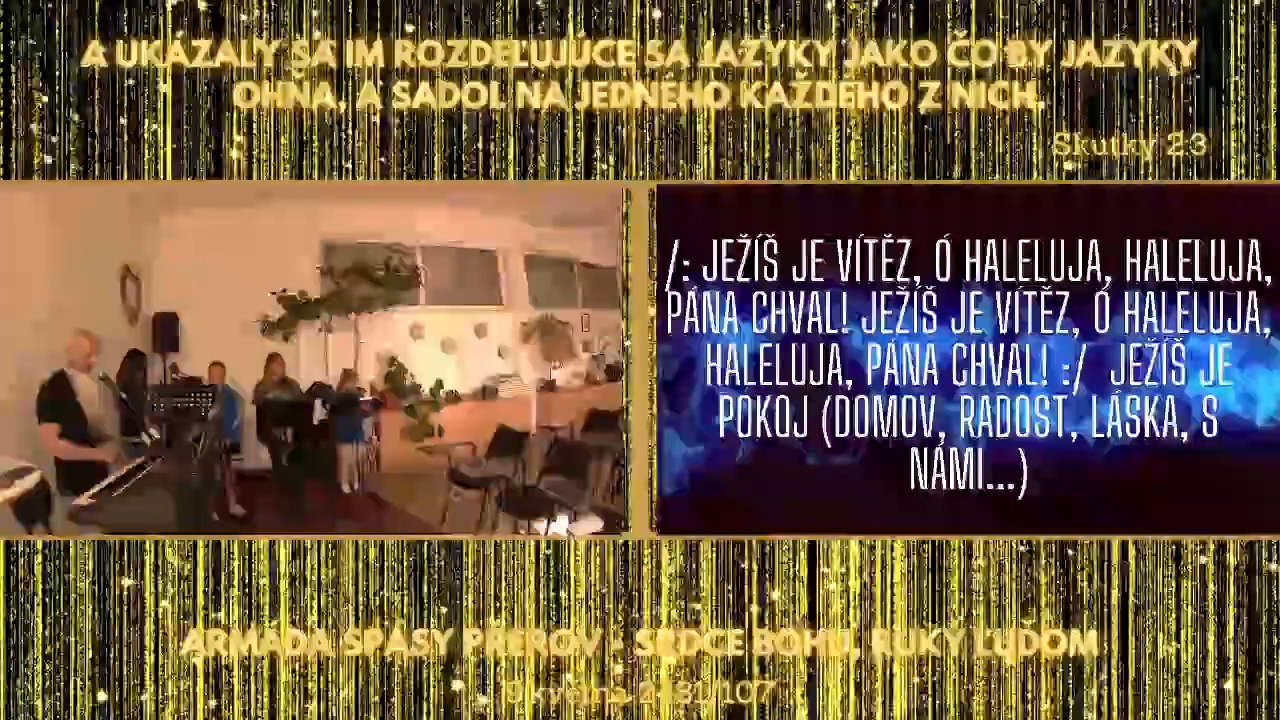 A UKÁZALY SA IM ROZDEĽUJÚCE SA JAZYKY JAKO ČO BY JAZYKY
OHŇA, A SADOL NA JEDNÉHO KAŽDÉHO Z NICH.
Skutky 2:3
/: JEŽÍŠ JE VÍTĚZ, Ó HALELUJA, HALELUJA,
PÁNA CHVAL! JEŽÍŠ JE VÍTĚZ, Ó HALELUJA,
HALELUJA, PÁNA CHVAL! :/ JEŽÍŠ JE
POKOJ (DOMOV, RADOST, LÁSKA, S
NÁMI...)
ARMÁDA SPÁSY PŘEROV - SRDCE BOHU, RUKY ĽUĎOM
května